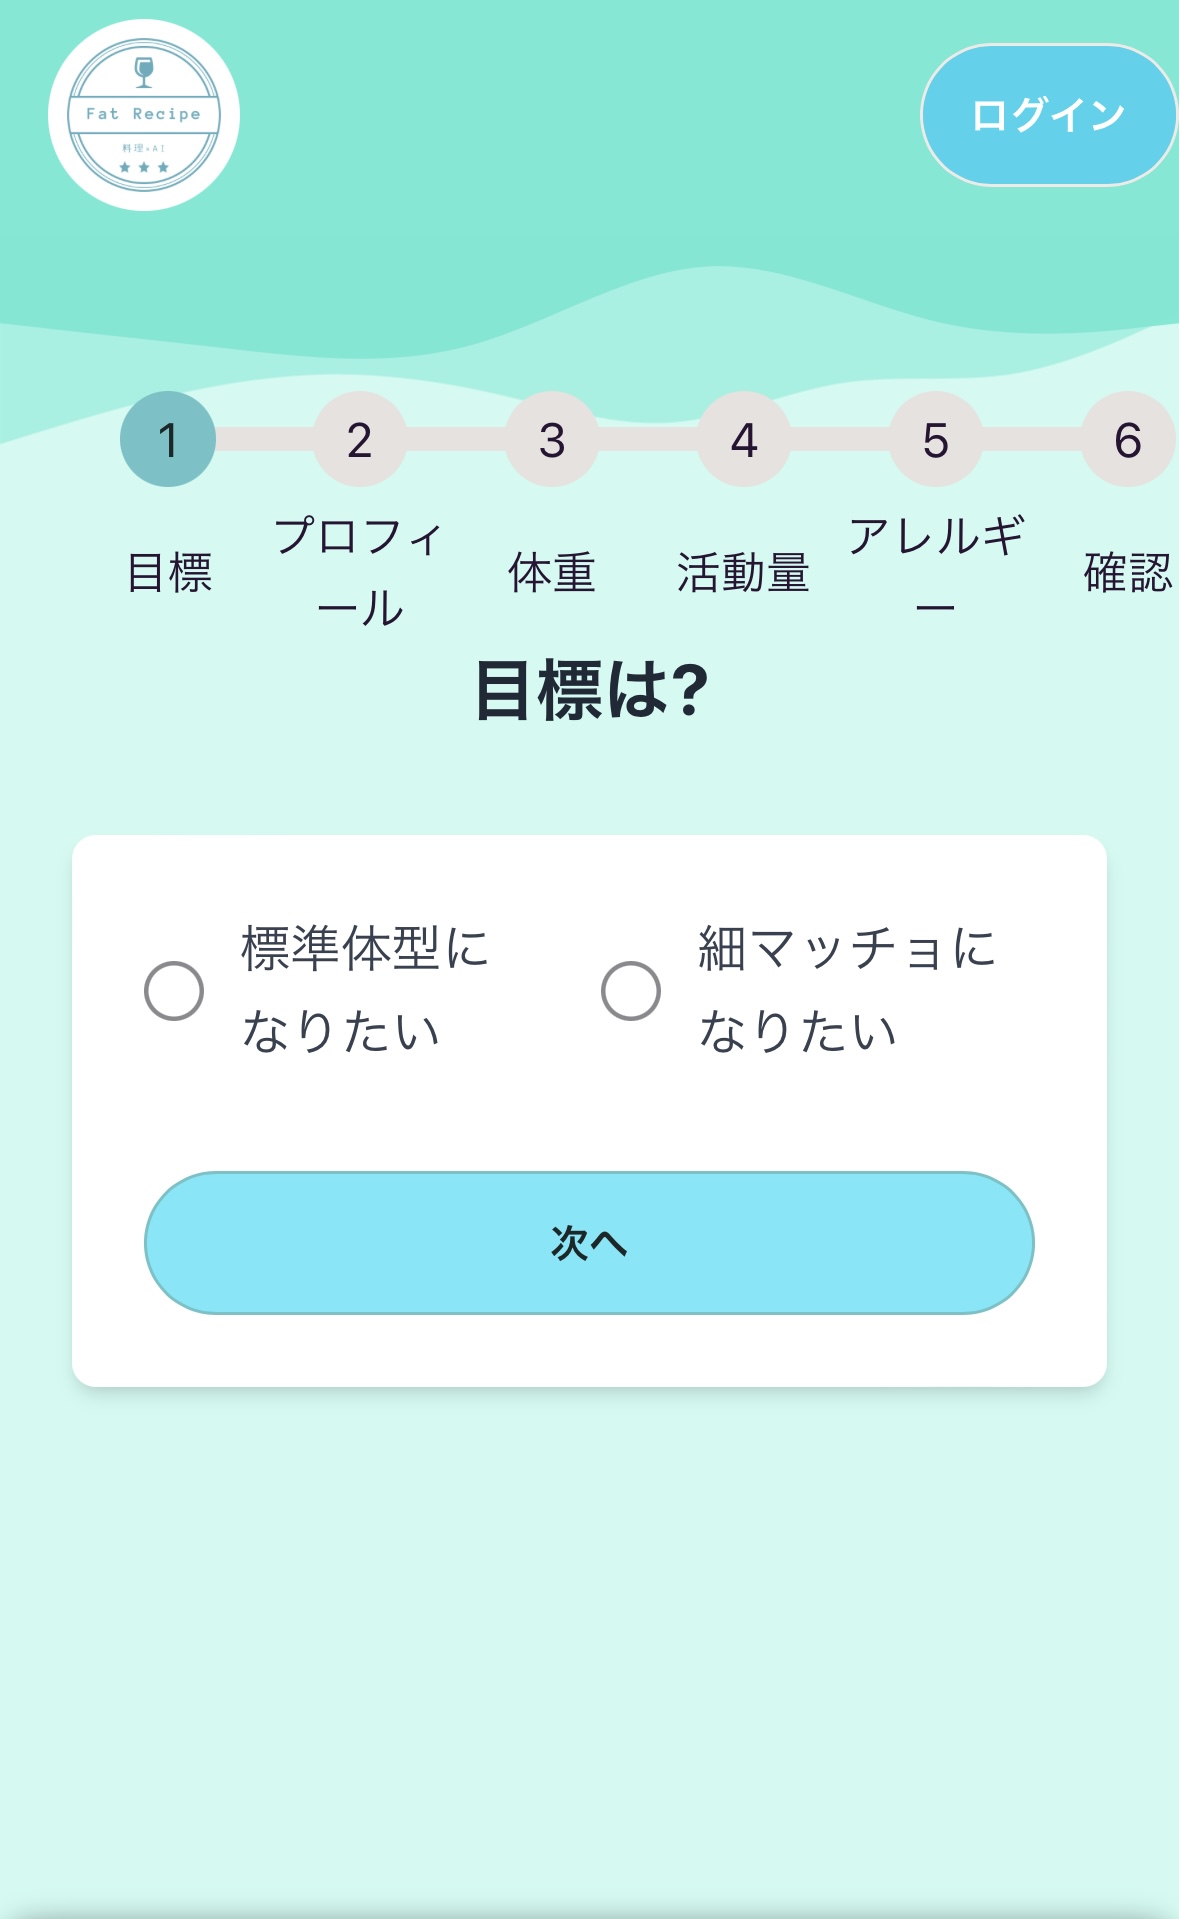 Fat Recipe
料理×AI
ログイン
1 2 3 4 5 6
目標
プロフィ
ール
体重
活動量
アレルギ
ー
確認
目標は?
標準体型に
なりたい
細マッチョに
なりたい
次へ